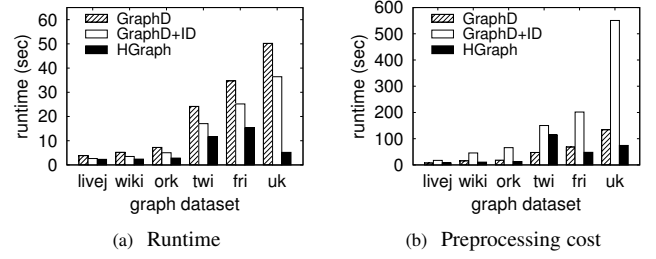 60
50
40
30
20
10
0
runtime (sec)
GraphD
GraphD+ID
HGraph
livej wiki ork twi fri uk
graph dataset
(a) Runtime
600
500
400
300
200
100
0
runtime (sec)
GraphD
GraphD+ID
HGraph
livej wiki ork twi fri uk
graph dataset
(b) Preprocessing cost